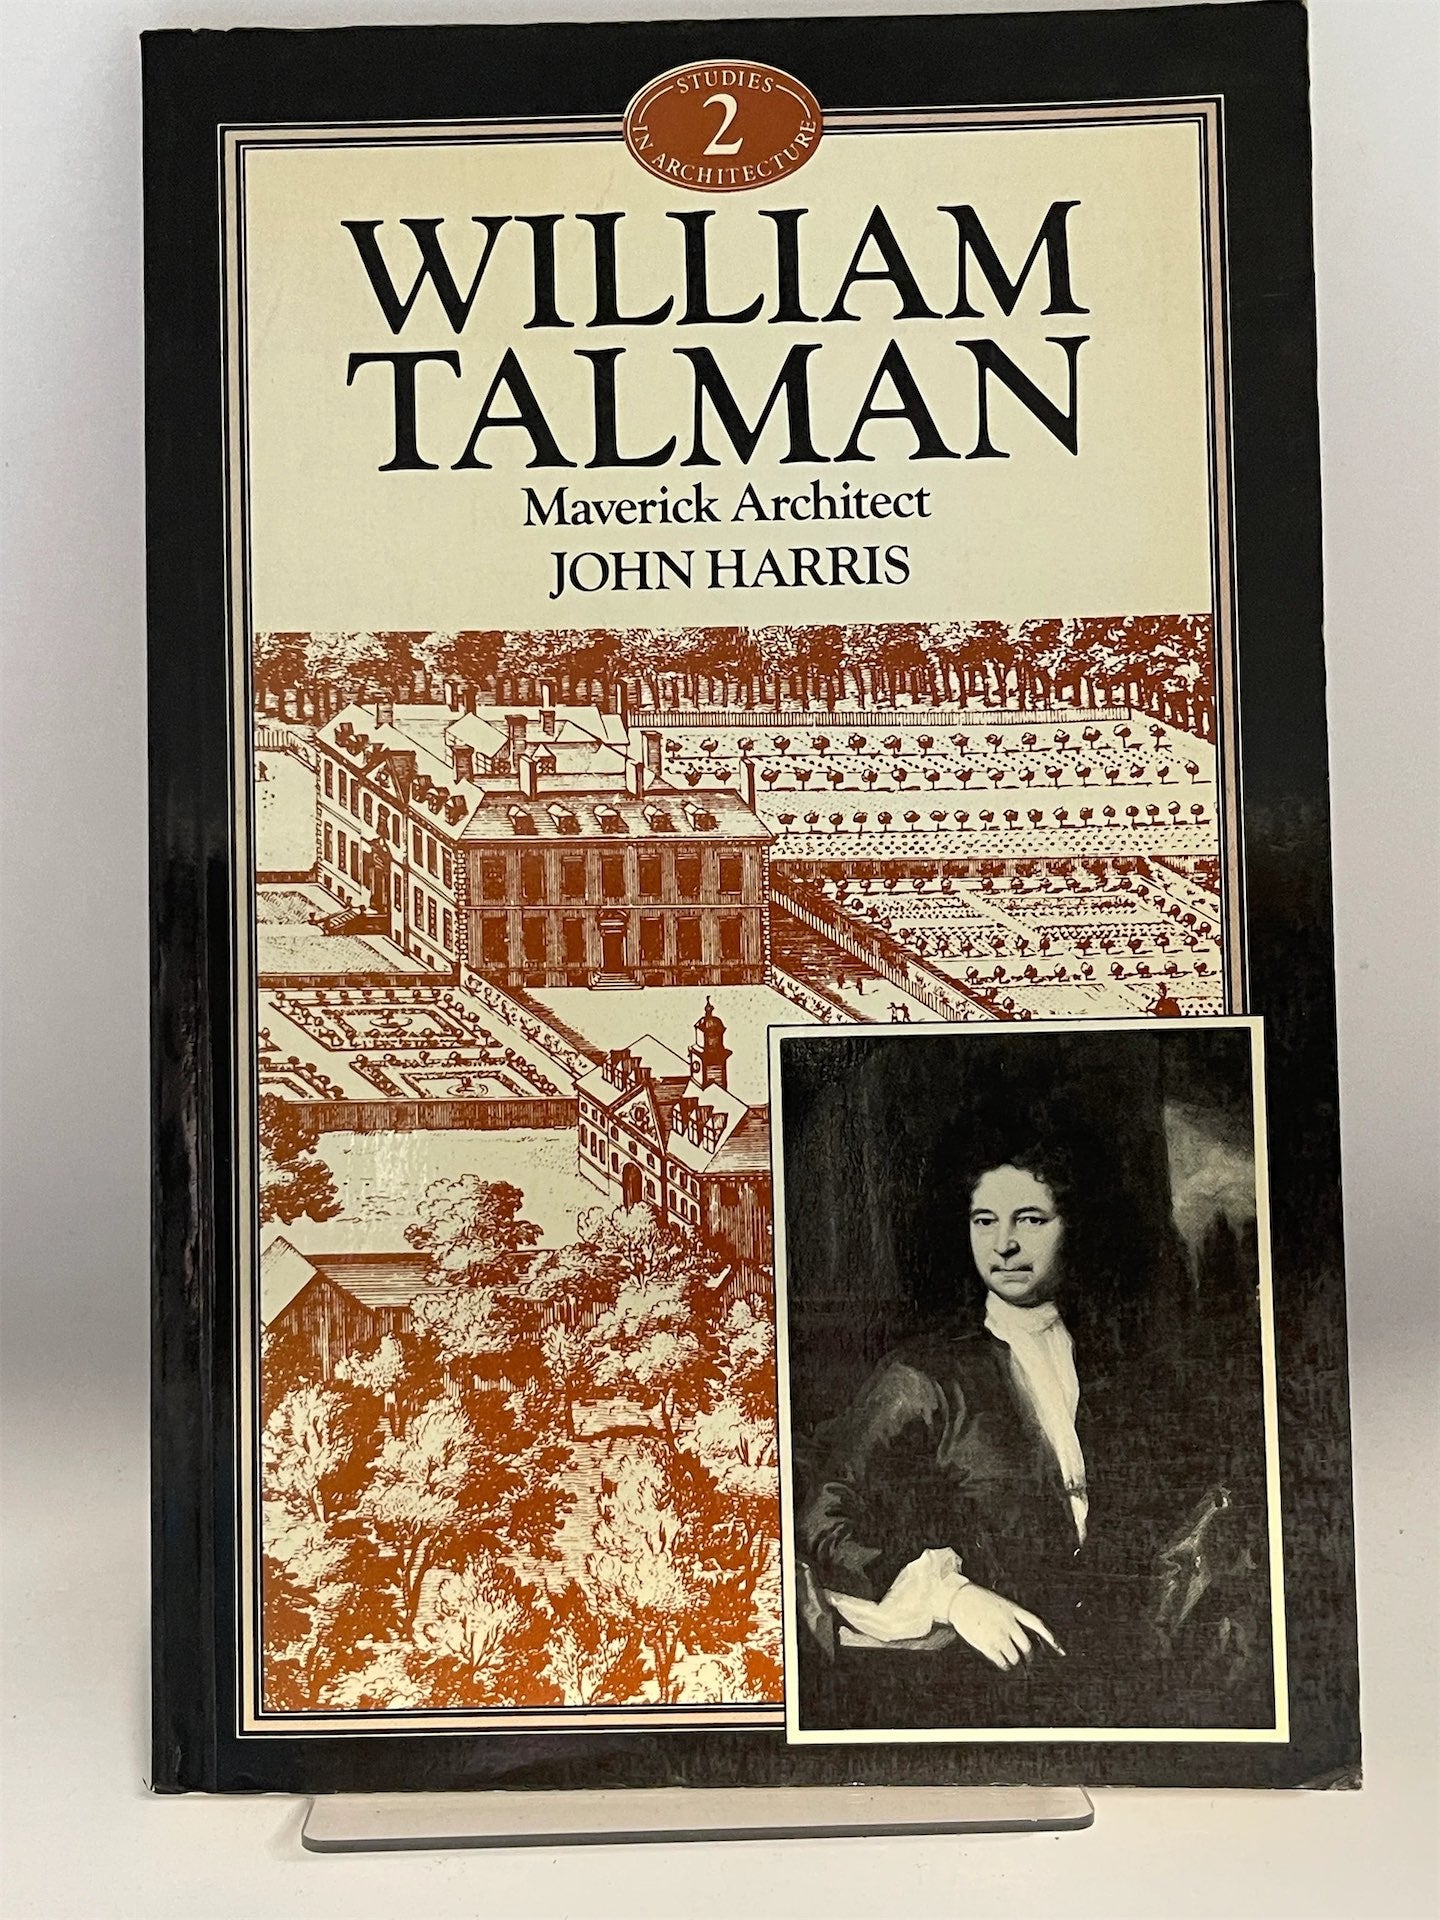 STUDIES
2
IN ARCHITECTURE
WILLIAM
TALMAN
Maverick Architect
JOHN HARRIS